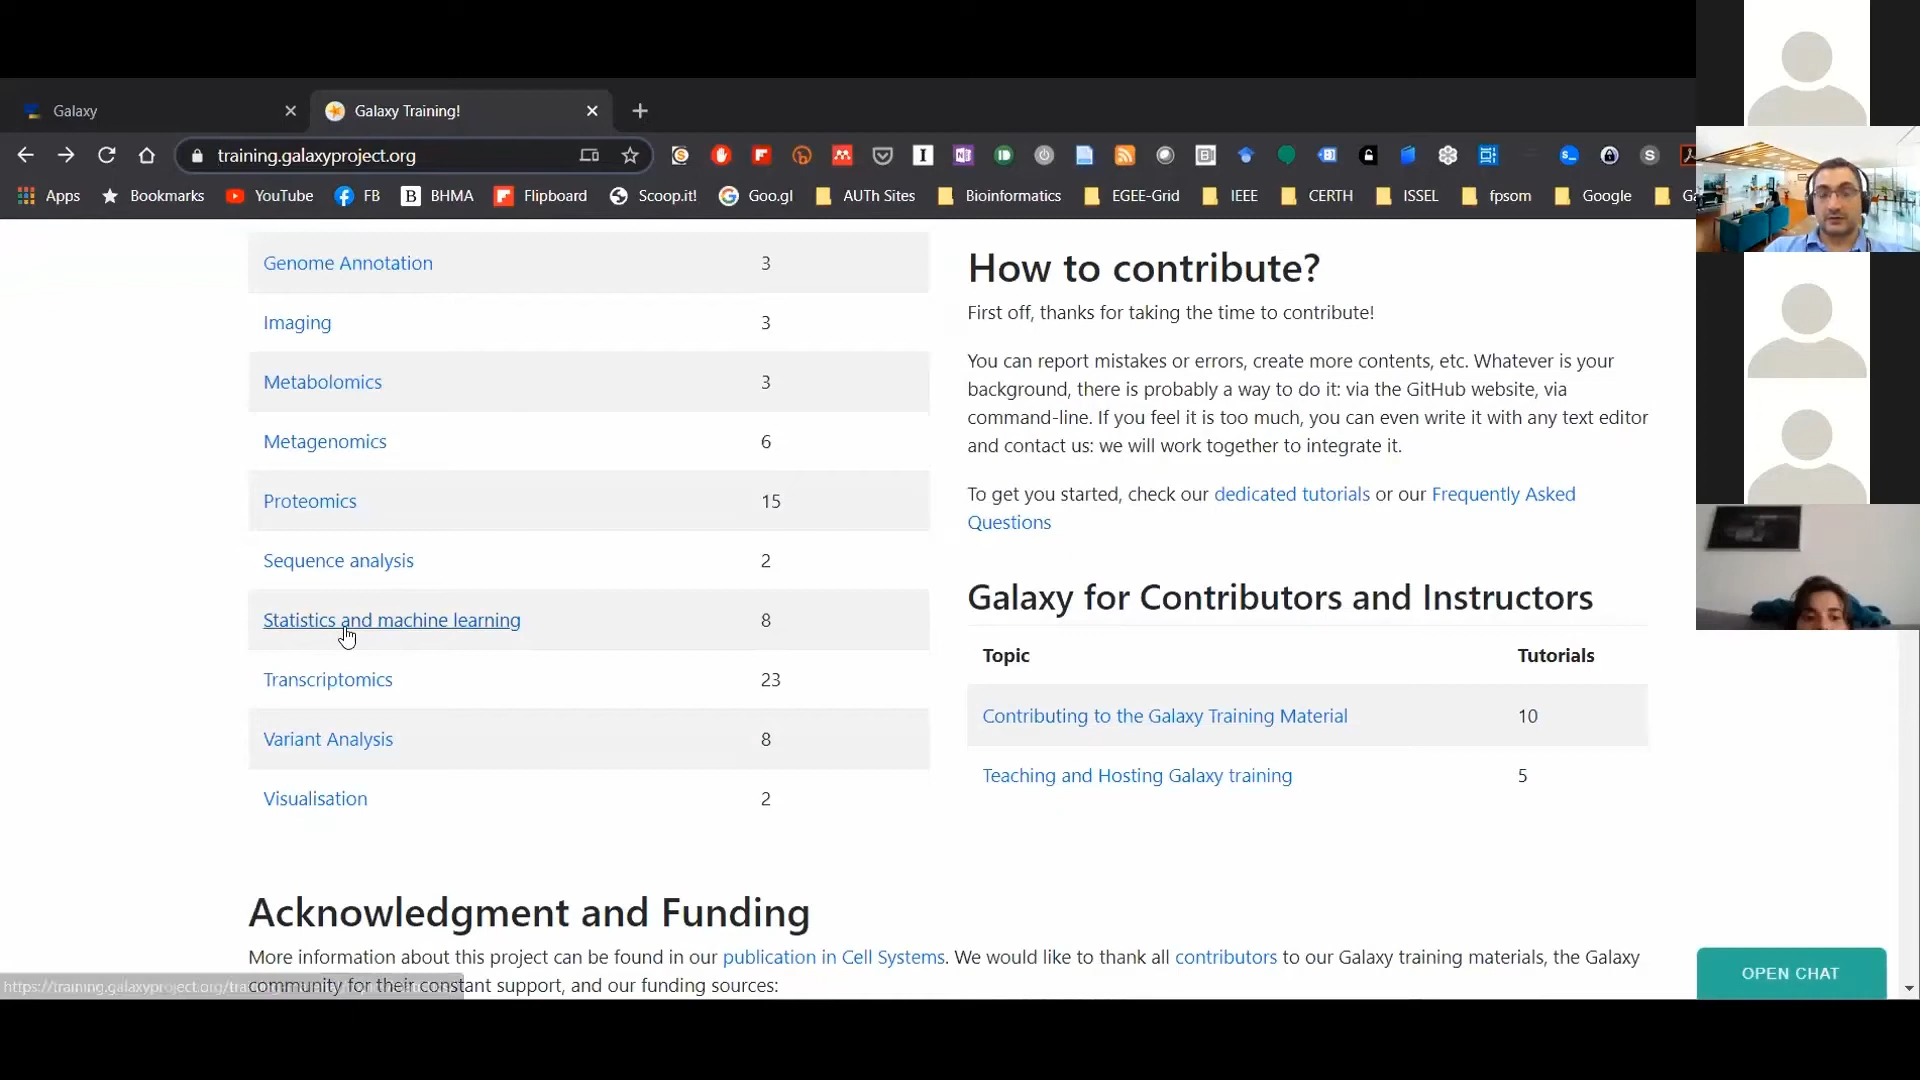 Galaxy
Galaxy Training!
training.galaxyproject.org
Apps
Bookmarks
YouTube
FB
BHMA
Flipboard
Scoop.it!
Goo.gl
AUTh Sites
Bioinformatics
EGEE-Grid
IEEE
CERTH
ISSEL
fpsom
Google
Genome Annotation 3
Imaging 3
Metabolomics 3
Metagenomics 6
Proteomics 15
Sequence analysis 2
Statistics and machine learning 8
Transcriptomics 23
Variant Analysis 8
Visualisation 2
How to contribute?
First off, thanks for taking the time to contribute!
You can report mistakes or errors, create more contents, etc. Whatever is your
background, there is probably a way to do it: via the GitHub website, via
command-line. If you feel it is too much, you can even write it with any text editor
and contact us: we will work together to integrate it.
To get you started, check our dedicated tutorials or our Frequently Asked
Questions
Galaxy for Contributors and Instructors
Topic Tutorials
Contributing to the Galaxy Training Material 10
Teaching and Hosting Galaxy training 5
Acknowledgment and Funding
More information about this project can be found in our publication in Cell Systems. We would like to thank all contributors to our Galaxy training materials, the Galaxy
community for their constant support, and our funding sources:
OPEN CHAT